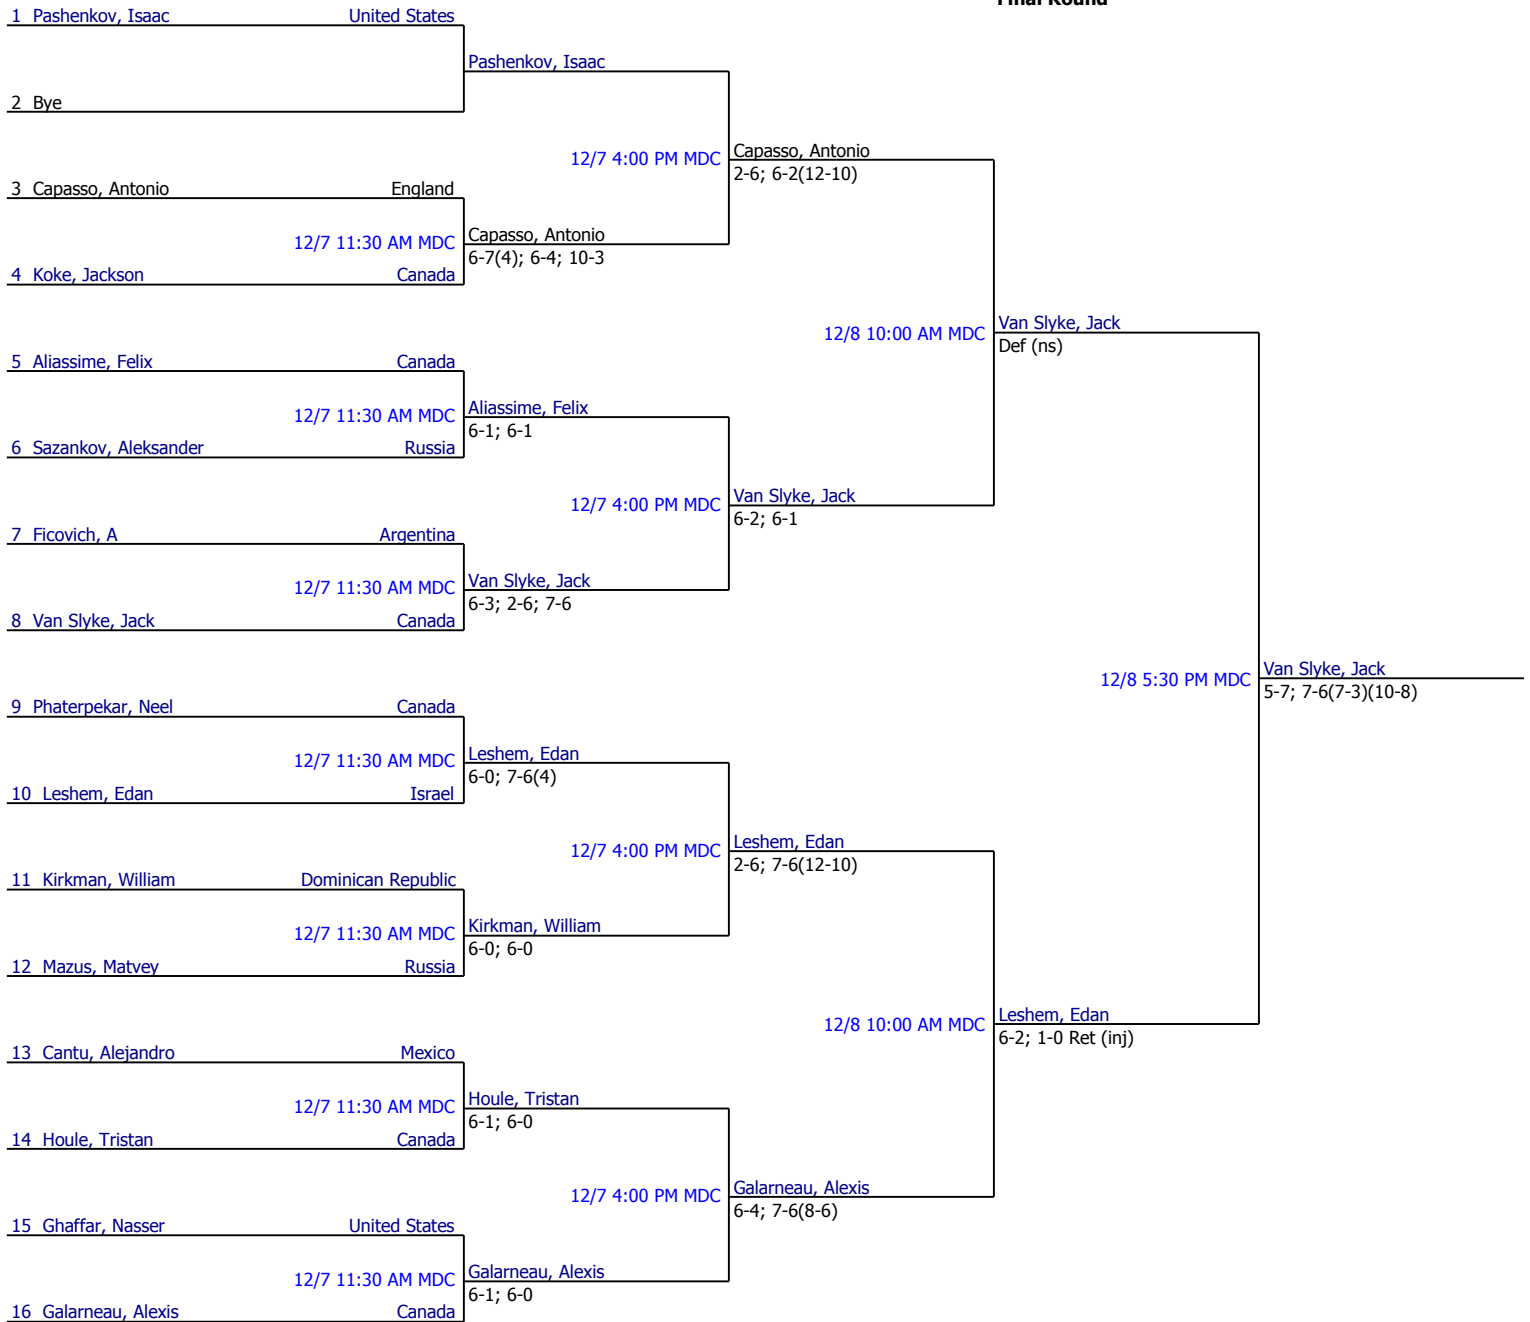 Final Round
1 Pashenkov, Isaac United States
Pashenkov, Isaac
2 Bye
12/7 4:00 PM MDC Capasso, Antonio
2-6; 6-2(12-10)
3 Capasso, Antonio England
12/7 11:30 AM MDC Capasso, Antonio
6-7(4); 6-4; 10-3
4 Koke, Jackson Canada
12/8 10:00 AM MDC Van Slyke, Jack
Def (ns)
5 Aliassime, Felix Canada
12/7 11:30 AM MDC Aliassime, Felix
6-1; 6-1
6 Sazankov, Aleksander Russia
12/7 4:00 PM MDC Van Slyke, Jack
6-2; 6-1
7 Ficovich, A Argentina
12/7 11:30 AM MDC Van Slyke, Jack
6-3; 2-6; 7-6
8 Van Slyke, Jack Canada
12/8 5:30 PM MDC Van Slyke, Jack
5-7; 7-6(7-3)(10-8)
9 Phaterpekar, Neel Canada
12/7 11:30 AM MDC Leshem, Edan
6-0; 7-6(4)
10 Leshem, Edan Israel
12/7 4:00 PM MDC Leshem, Edan
2-6; 7-6(12-10)
11 Kirkman, William Dominican Republic
12/7 11:30 AM MDC Kirkman, William
6-0; 6-0
12 Mazus, Matvey Russia
12/8 10:00 AM MDC Leshem, Edan
6-2; 1-0 Ret (inj)
13 Cantu, Alejandro Mexico
12/7 11:30 AM MDC Houle, Tristan
6-1; 6-0
14 Houle, Tristan Canada
12/7 4:00 PM MDC Galarneau, Alexis
6-4; 7-6(8-6)
15 Ghaffar, Nasser United States
12/7 11:30 AM MDC Galarneau, Alexis
6-1; 6-0
16 Galarneau, Alexis Canada